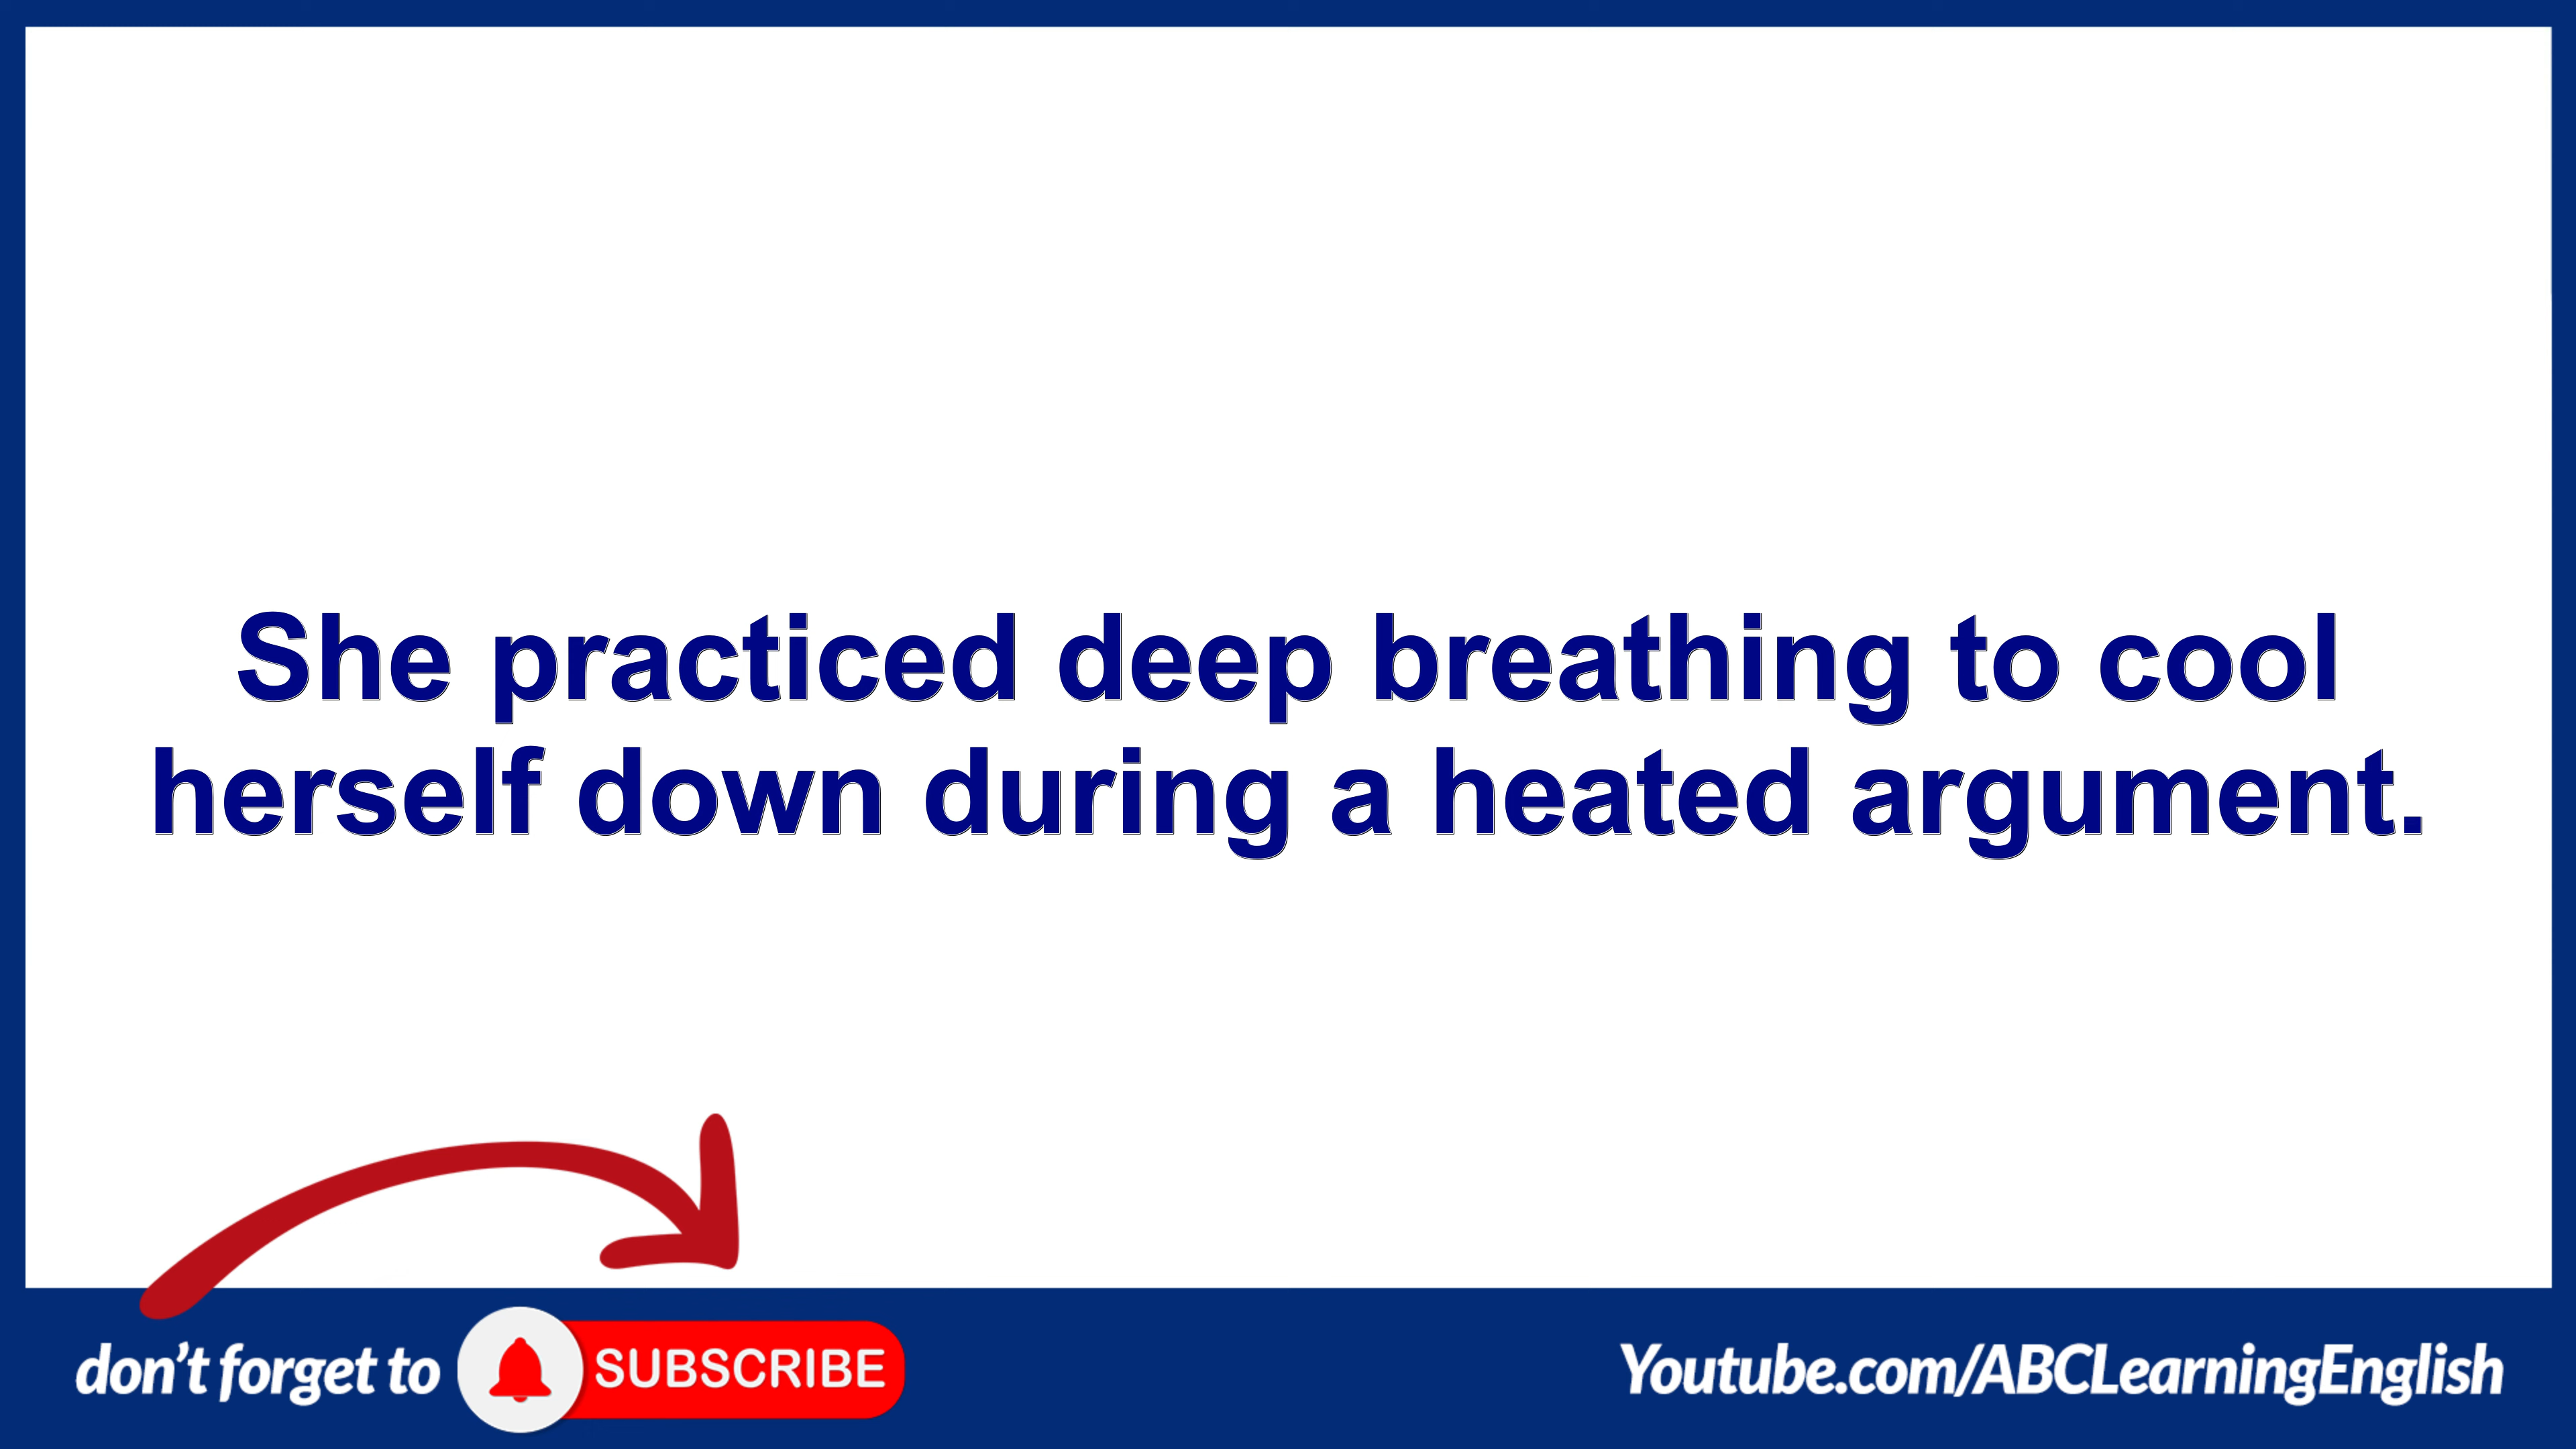 She practiced deep breathing to cool
herself down during a heated argument.
don't forget to SUBSCRIBE
Youtube.com/ABCLearningEnglish